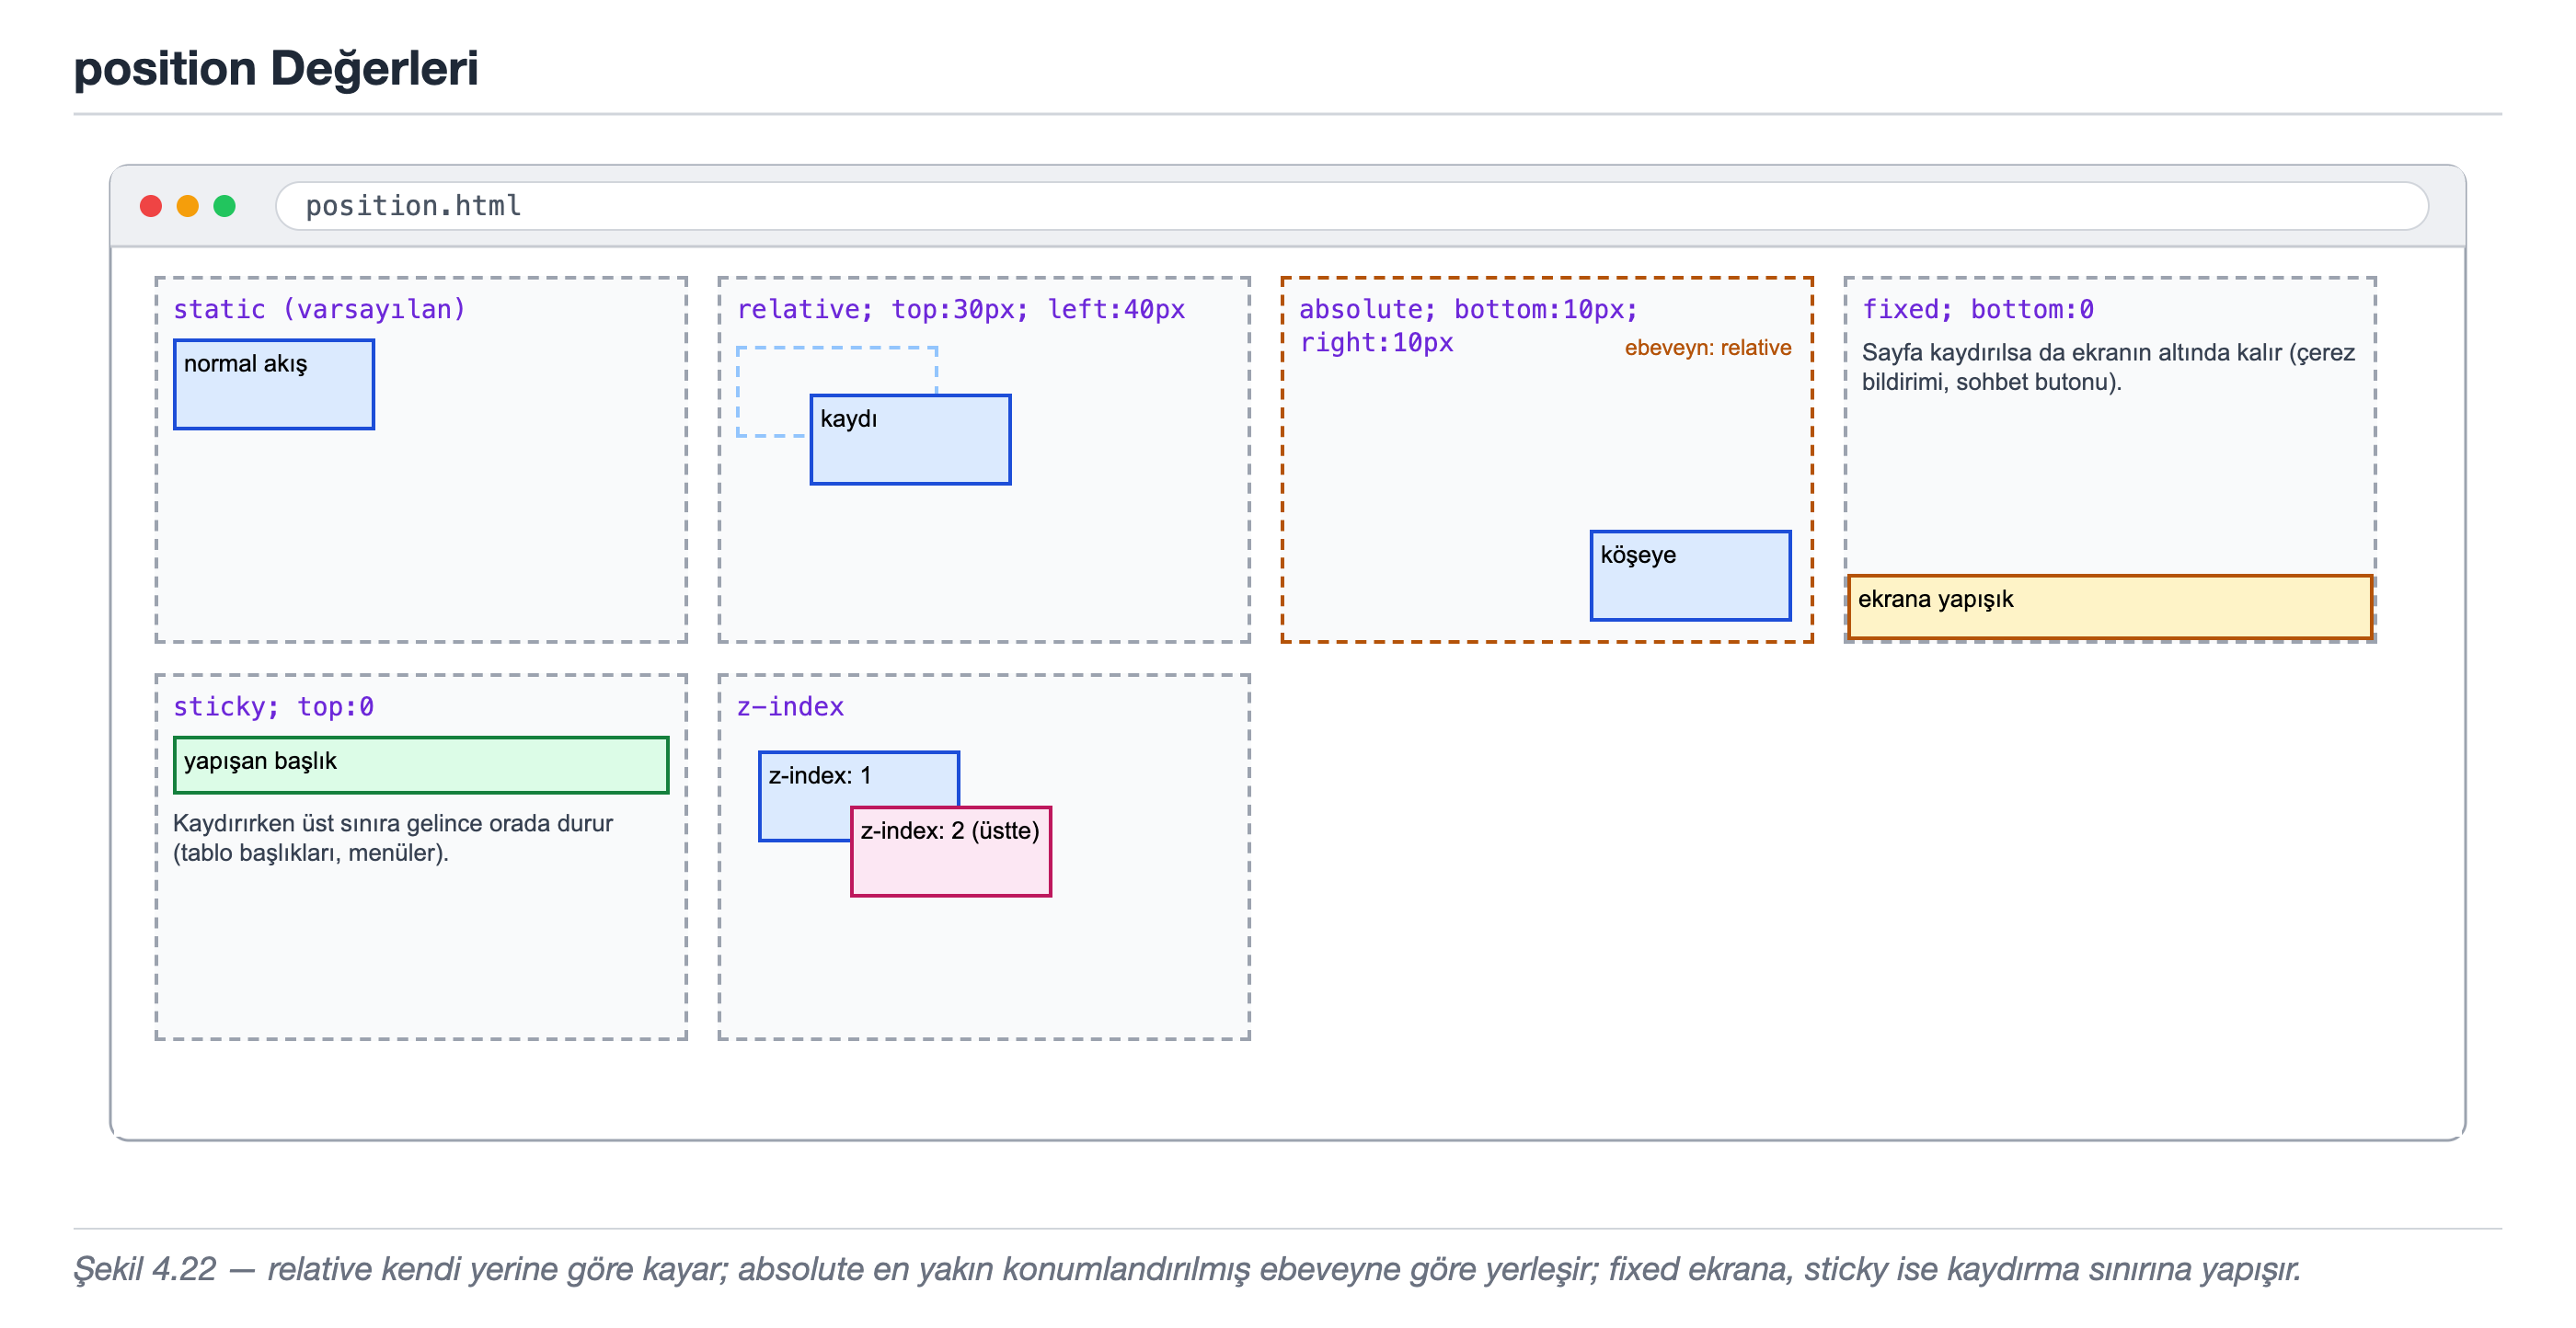 position Değerleri
position.html
static (varsayılan)
normal akış
relative; top:30px; left:40px
kaydı
absolute; bottom:10px;
right:10px
ebeveyn: relative
köşeye
fixed; bottom:0
Sayfa kaydırılsa da ekranın altında kalır (çerez
bildirimi, sohbet butonu).
ekrana yapışık
sticky; top:0
yapışan başlık
Kaydırırken üst sınıra gelince orada durur
(tablo başlıkları, menüler).
z-index
z-index: 1
z-index: 2 (üstte)
Şekil 4.22 — relative kendi yerine göre kayar; absolute en yakın konumlandırılmış ebeveyne göre yerleşir; fixed ekrana, sticky ise kaydırma sınırına yapışır.